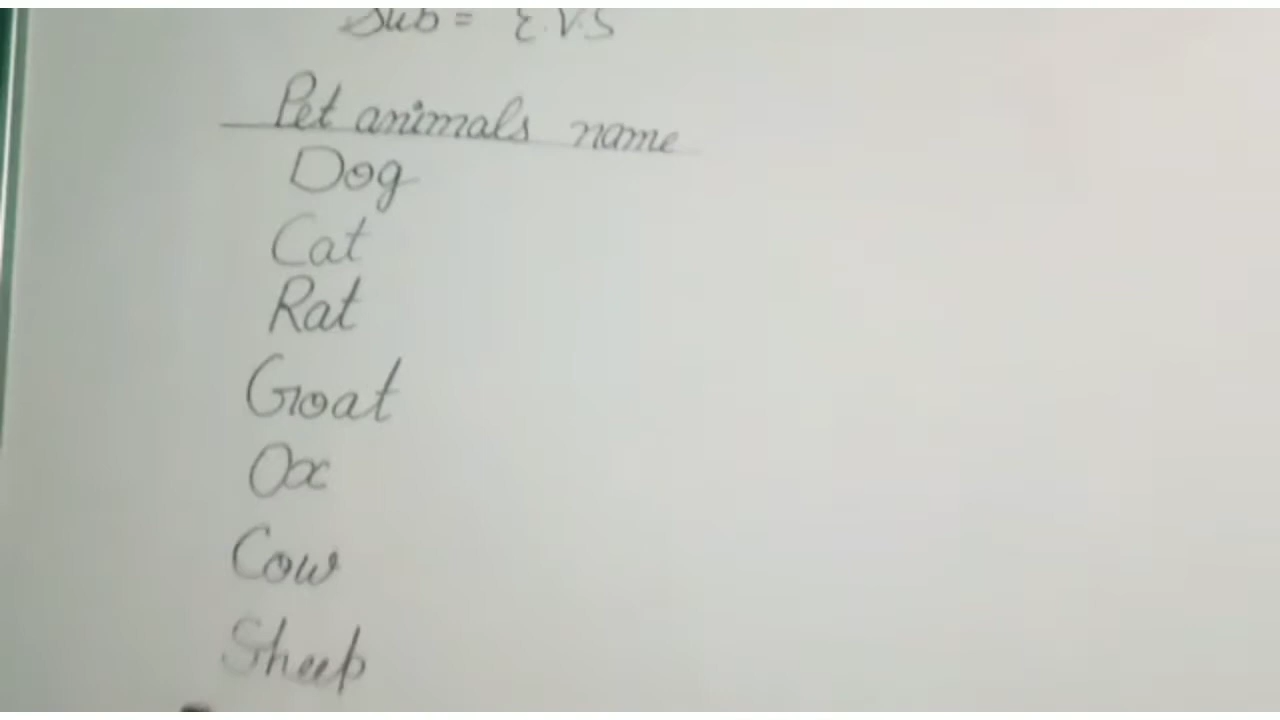 Sub = E.V.S
Pet animals name
Dog
Cat
Rat
Goat
Ox
Cow
Sheep